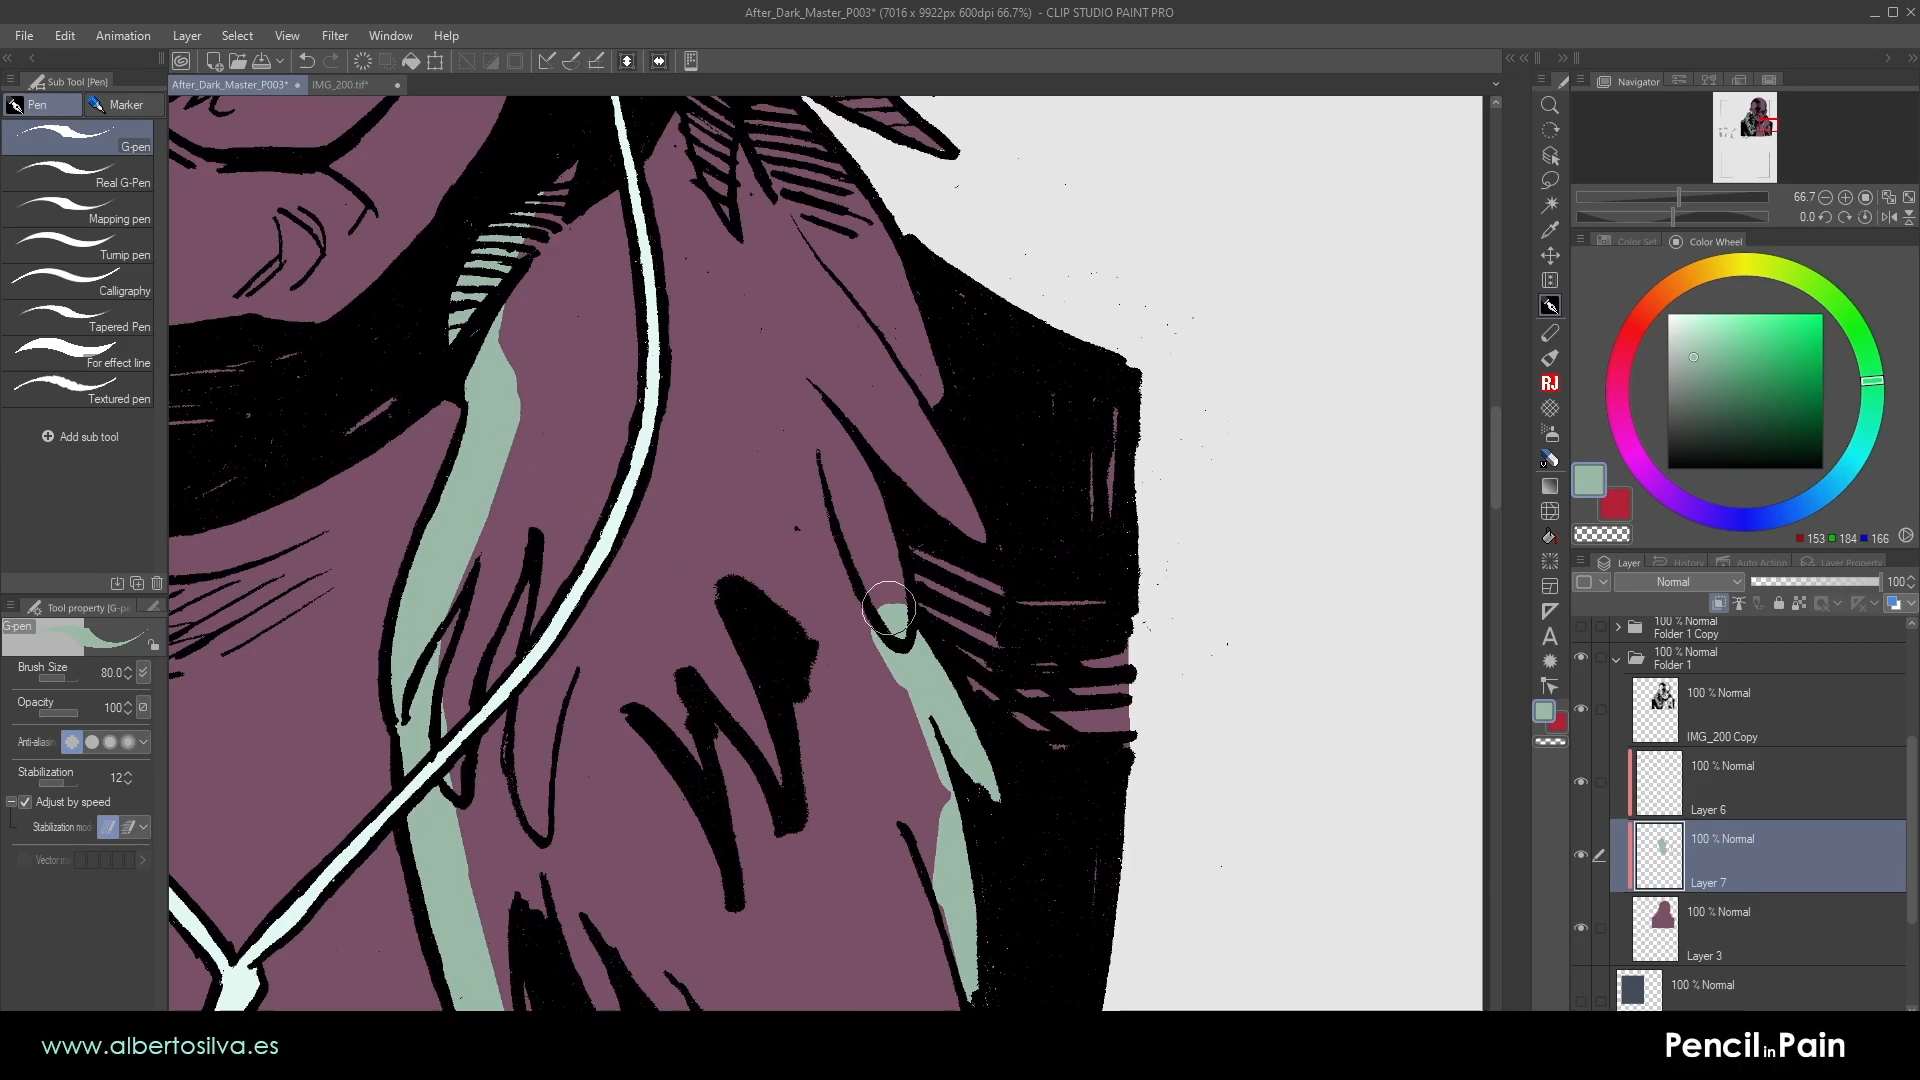 After_Dark_Master_P003* (7016 x 9922px 600dpi 66.7%) - CLIP STUDIO PAINT PRO
File Edit Animation Layer Select View Filter Window Help
Sub Tool [Pen]
After_Dark_Master_P003* IMG_200.tif*
Navigator
Pen Marker
G-pen
Real G-Pen
Mapping pen
Turnip pen
Calligraphy
Tapered Pen
For effect line
Textured pen
Add sub tool
66.7
0.0
Color Set Color Wheel
RJ
153 184 166
Layer History Auto Action Layer Property
Normal 100
Tool property [G-pe
G-pen
Brush Size 80.0
Opacity 100
Anti-aliasin
Stabilization 12
Adjust by speed
Stabilization mod
Vector m
100 % Normal
Folder 1 Copy
100 % Normal
Folder 1
100 % Normal
IMG_200 Copy
100 % Normal
Layer 6
100 % Normal
Layer 7
100 % Normal
Layer 3
100 % Normal
www.albertosilva.es
Pencil in Pain